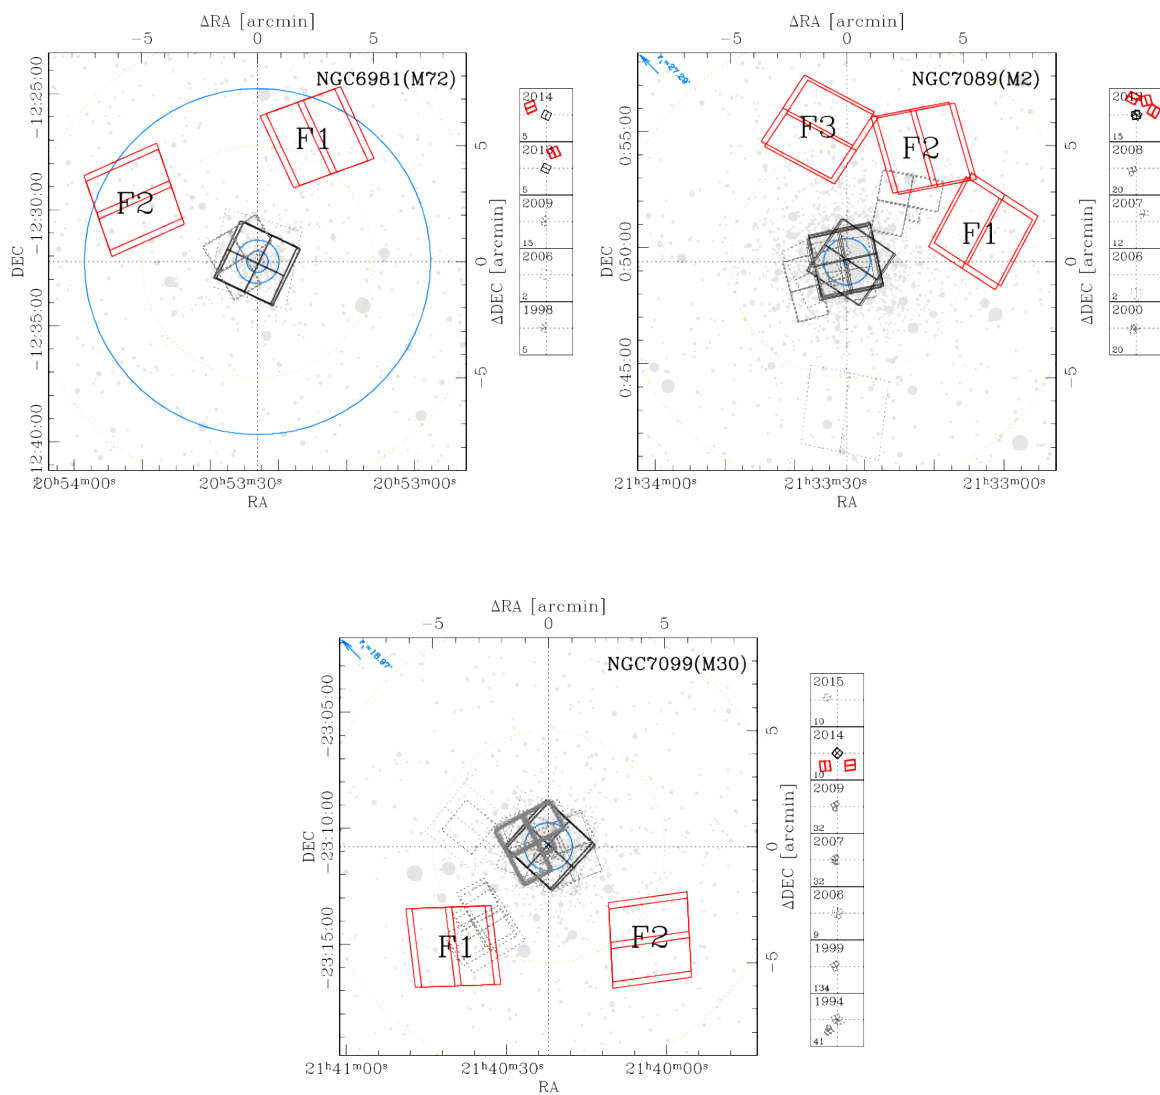 ΔRA [arcmin]
−5 0 5
NGC6981(M72)
F1
F2
DEC
−12:25:00
−12:30:00
−12:35:00
−12:40:00
5
0
−5
ΔDEC [arcmin]
20ʰ54ᵐ00ˢ 20ʰ53ᵐ30ˢ 20ʰ53ᵐ00ˢ
RA
2014
5
5
2009
15
2006
2
1998
5
ΔRA [arcmin]
−5 0 5
rₜ=27.29'
NGC7089(M2)
F3
F2
F1
DEC
0:55:00
0:50:00
0:45:00
5
0
−5
ΔDEC [arcmin]
21ʰ34ᵐ00ˢ 21ʰ33ᵐ30ˢ 21ʰ33ᵐ00ˢ
RA
15
2008
20
2007
12
2006
2
2000
20
ΔRA [arcmin]
−5 0 5
rₜ=18.97'
NGC7099(M30)
F1
F2
DEC
−23:05:00
−23:10:00
−23:15:00
5
0
−5
ΔDEC [arcmin]
21ʰ41ᵐ00ˢ 21ʰ40ᵐ30ˢ 21ʰ40ᵐ00ˢ
RA
2015
10
2014
10
2009
32
2007
32
2006
9
1999
134
1994
41